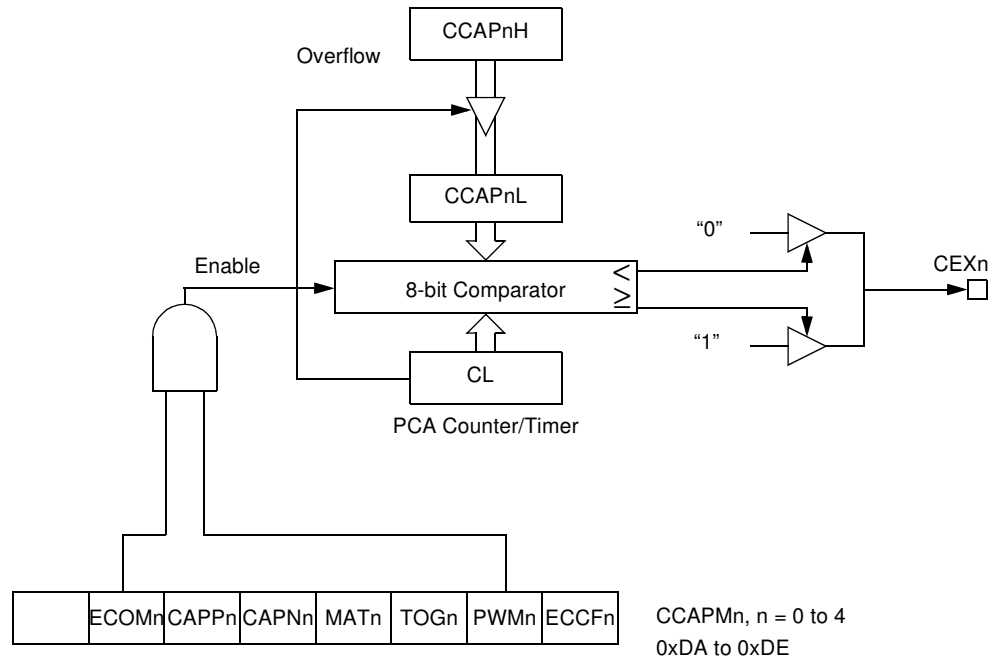 CCAPnH
Overflow
CCAPnL
“0”
Enable
<
CEXn
8-bit Comparator
≥
“1”
CL
PCA Counter/Timer
ECOMn CAPPn CAPNn MATn TOGn PWMn ECCFn
CCAPMn, n = 0 to 4
0xDA to 0xDE